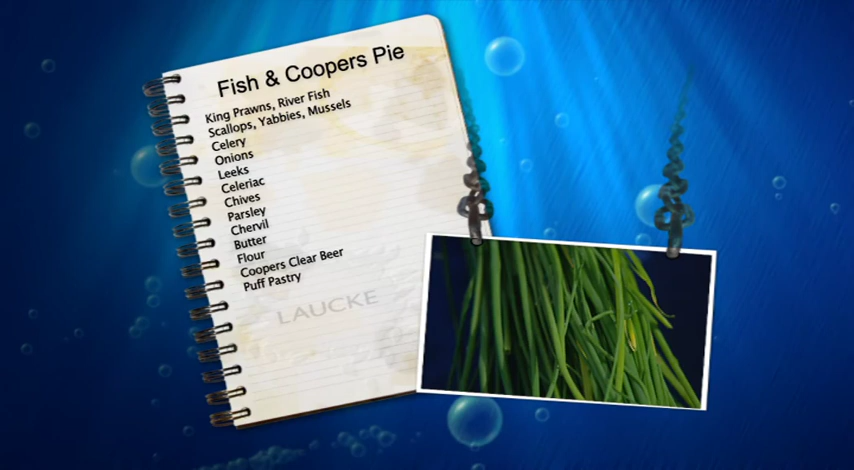 Fish & Coopers Pie
King Prawns, River Fish
Scallops, Yabbies, Mussels
Celery
Onions
Leeks
Celeriac
Chives
Parsley
Chervil
Butter
Flour
Coopers Clear Beer
Puff Pastry
LAUCKE